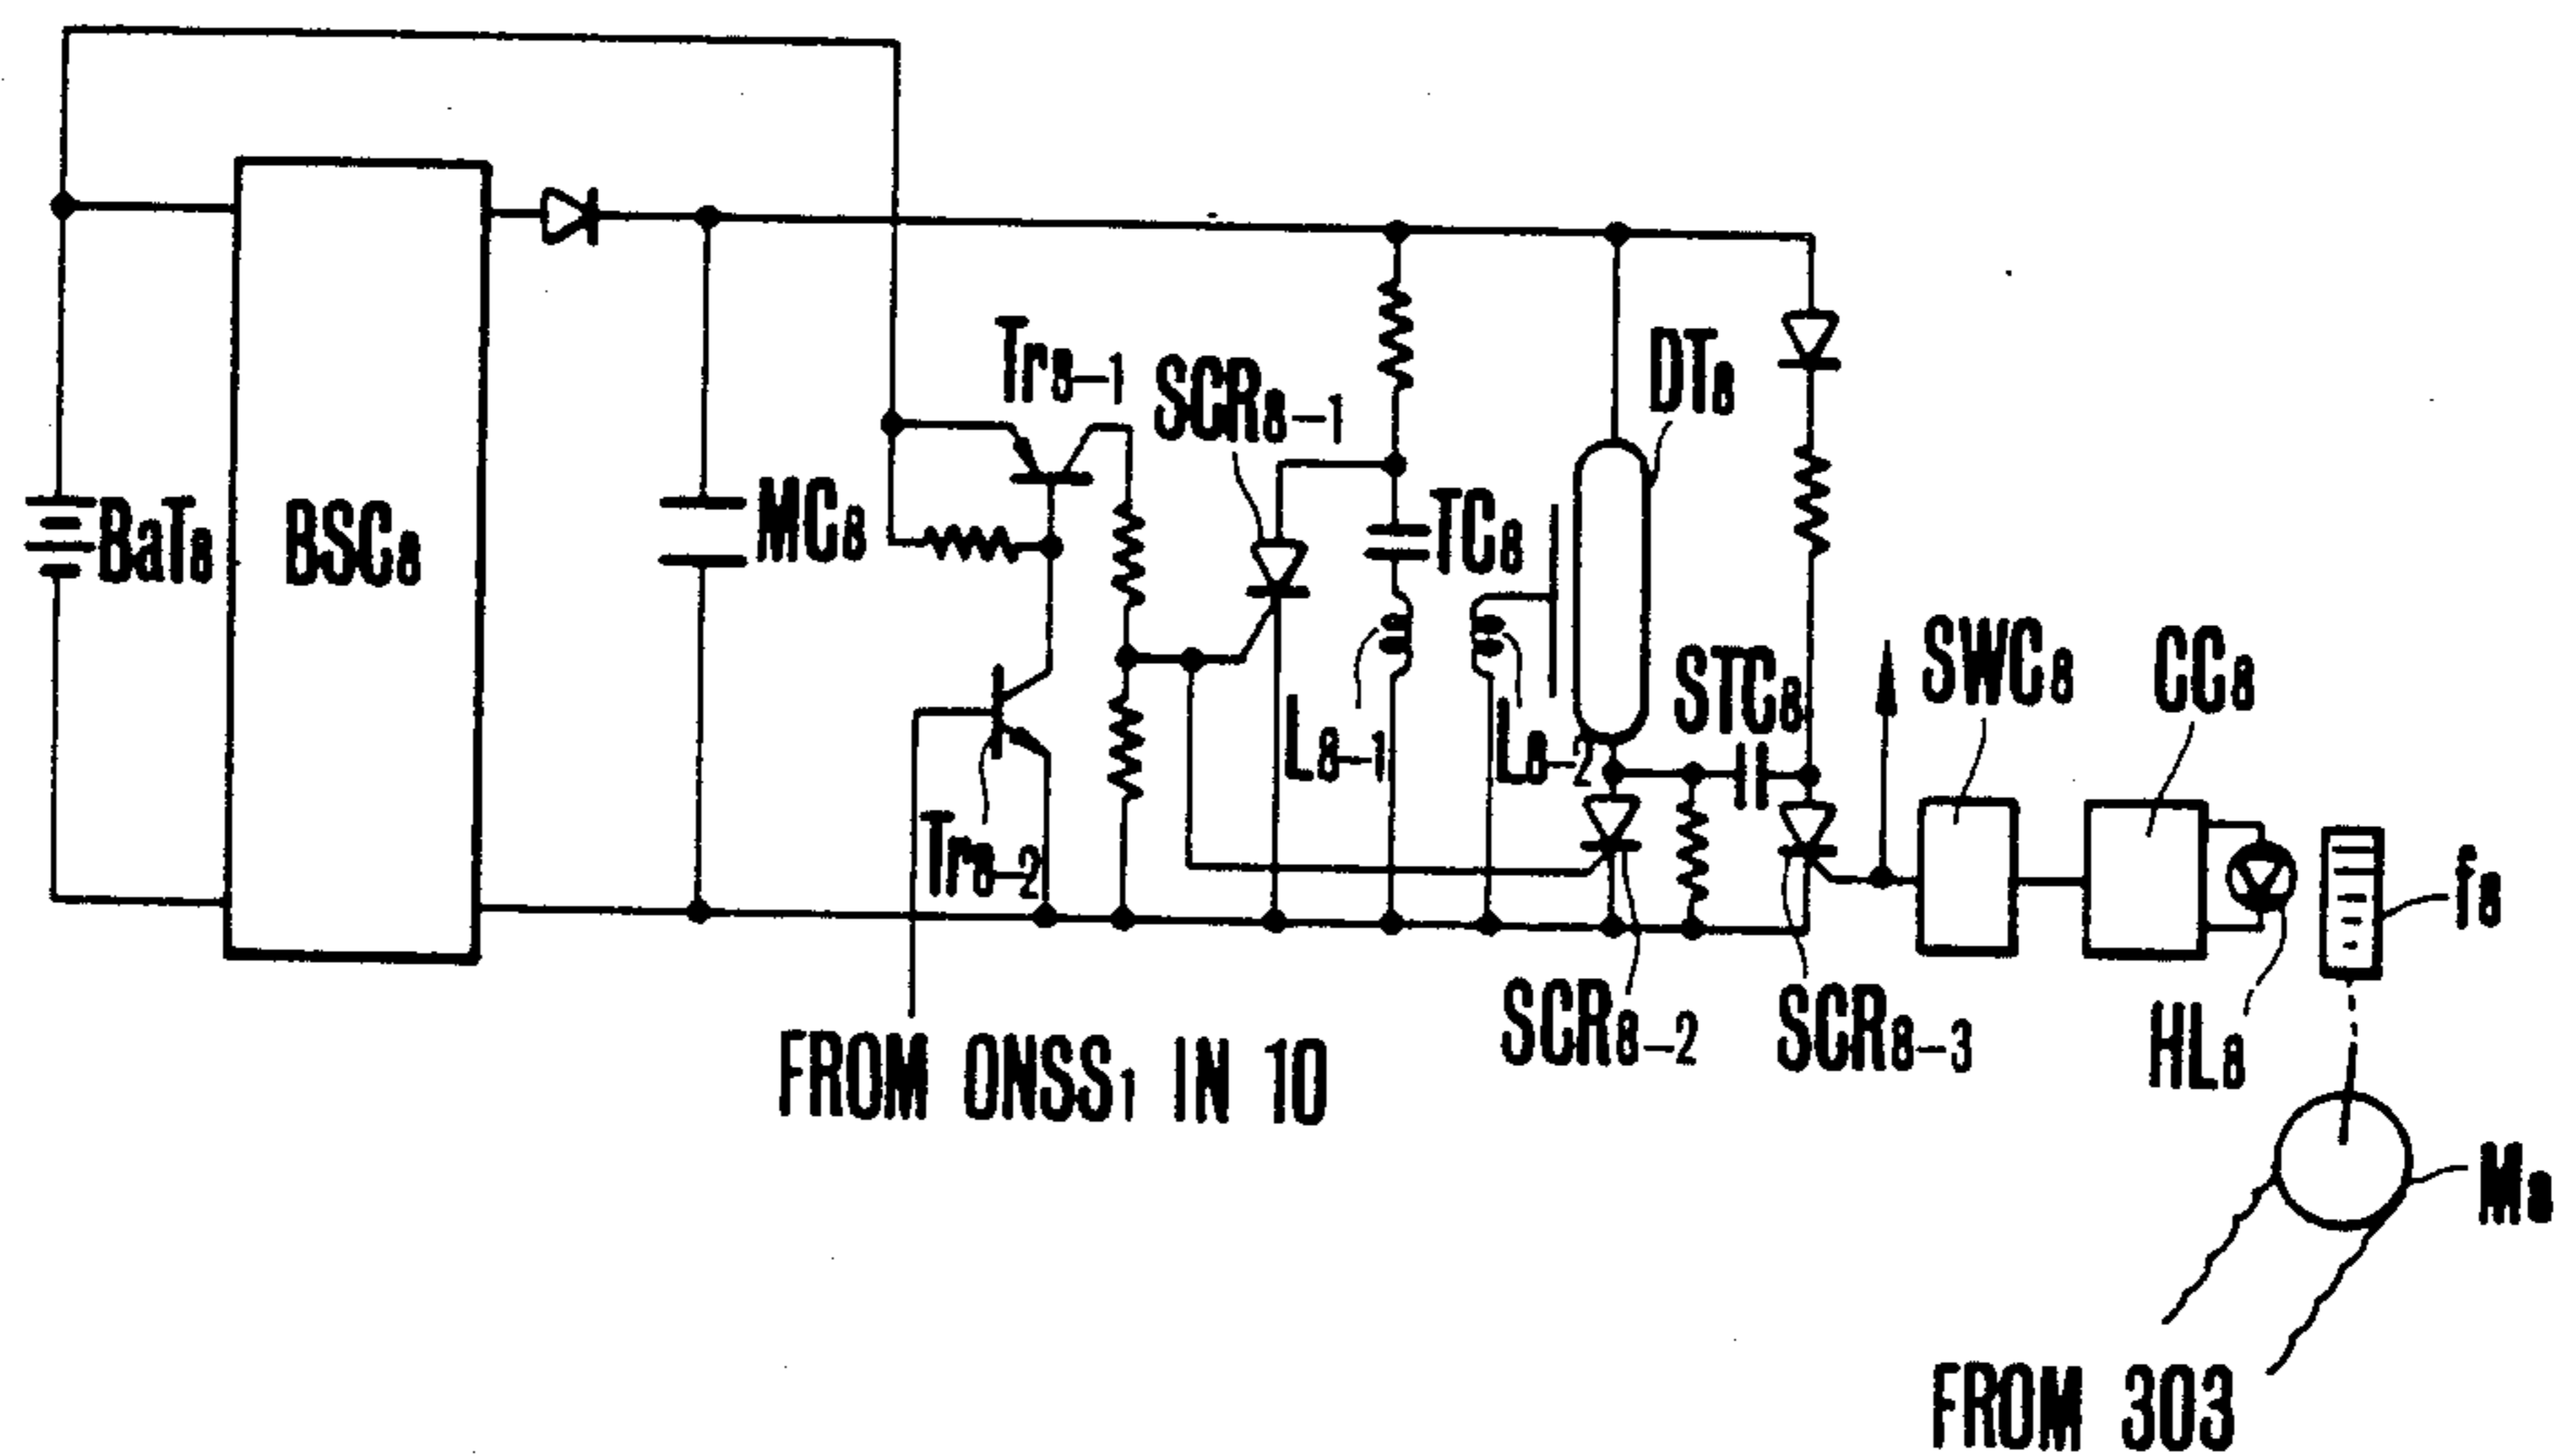 Tr8-1
SCR8-1
DT8
BaT8
BSC8
MC8
TC8
L8-1
L8-2
STC8
SWC8
CC8
Tr8-2
f8
SCR8-2
SCR8-3
HL8
FROM ONSS1 IN 10
M8
FROM 303